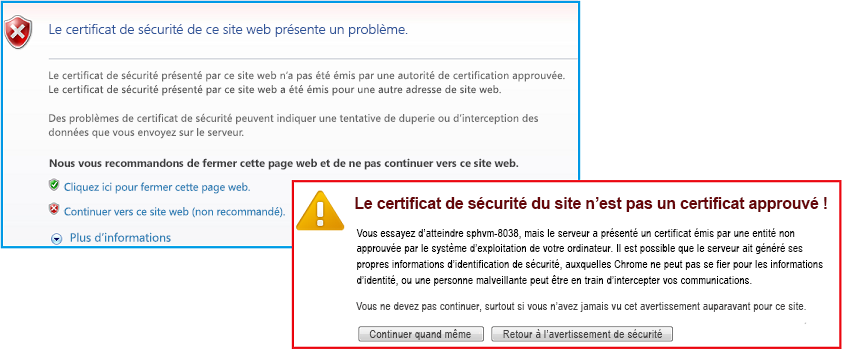 Le certificat de sécurité de ce site web présente un problème.
Le certificat de sécurité présenté par ce site web n'a pas été émis par une autorité de certification approuvée.
Le certificat de sécurité présenté par ce site web a été émis pour une autre adresse de site web.
Des problèmes de certificat de sécurité peuvent indiquer une tentative de duperie ou d'interception des
données que vous envoyez sur le serveur.
Nous vous recommandons de fermer cette page web et de ne pas continuer vers ce site web.
Cliquez ici pour fermer cette page web.
Continuer vers ce site web (non recommandé).
Plus d'informations
Le certificat de sécurité du site n'est pas un certificat approuvé !
Vous essayez d'atteindre sphvm-8038, mais le serveur a présenté un certificat émis par une entité non
approuvée par le système d'exploitation de votre ordinateur. Il est possible que le serveur ait généré ses
propres informations d'identification de sécurité, auxquelles Chrome ne peut pas se fier pour les informations
d'identité, ou une personne malveillante peut être en train d'intercepter vos communications.
Vous ne devez pas continuer, surtout si vous n'avez jamais vu cet avertissement auparavant pour ce site.
Continuer quand même
Retour à l'avertissement de sécurité